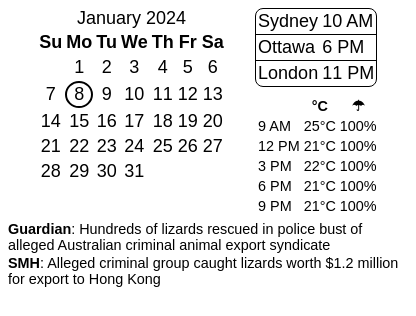 January 2024
Su Mo Tu We Th Fr Sa
1 2 3 4 5 6
7 8 9 10 11 12 13
14 15 16 17 18 19 20
21 22 23 24 25 26 27
28 29 30 31
Sydney 10 AM
Ottawa 6 PM
London 11 PM
°C ☂
9 AM 25°C 100%
12 PM 21°C 100%
3 PM 22°C 100%
6 PM 21°C 100%
9 PM 21°C 100%
Guardian: Hundreds of lizards rescued in police bust of
alleged Australian criminal animal export syndicate
SMH: Alleged criminal group caught lizards worth $1.2 million
for export to Hong Kong